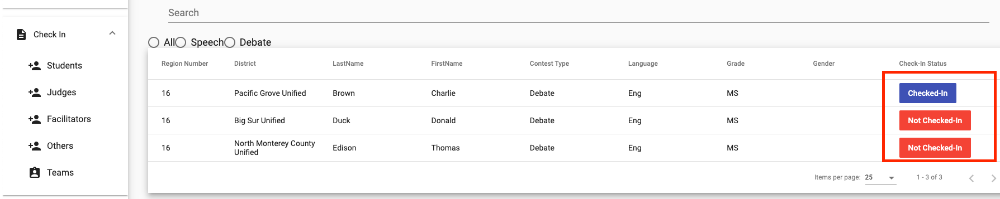 Search
Check In
All Speech Debate
Students
Judges
Facilitators
Others
Teams
Region Number District LastName FirstName Contest Type Language Grade Gender Check-In Status
16 Pacific Grove Unified Brown Charlie Debate Eng MS Checked-In
16 Big Sur Unified Duck Donald Debate Eng MS Not Checked-In
16 North Monterey County Unified Edison Thomas Debate Eng MS Not Checked-In
Items per page: 25 1 - 3 of 3